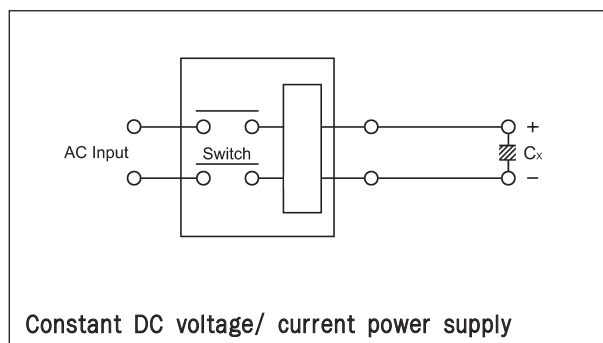 +
AC Input
Switch
Cx
−
Constant DC voltage/ current power supply